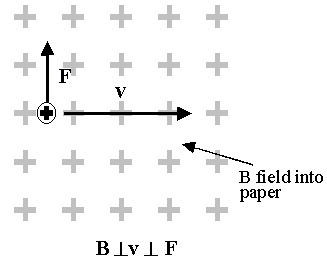 F
v
B field into
paper
B ⊥v ⊥ F